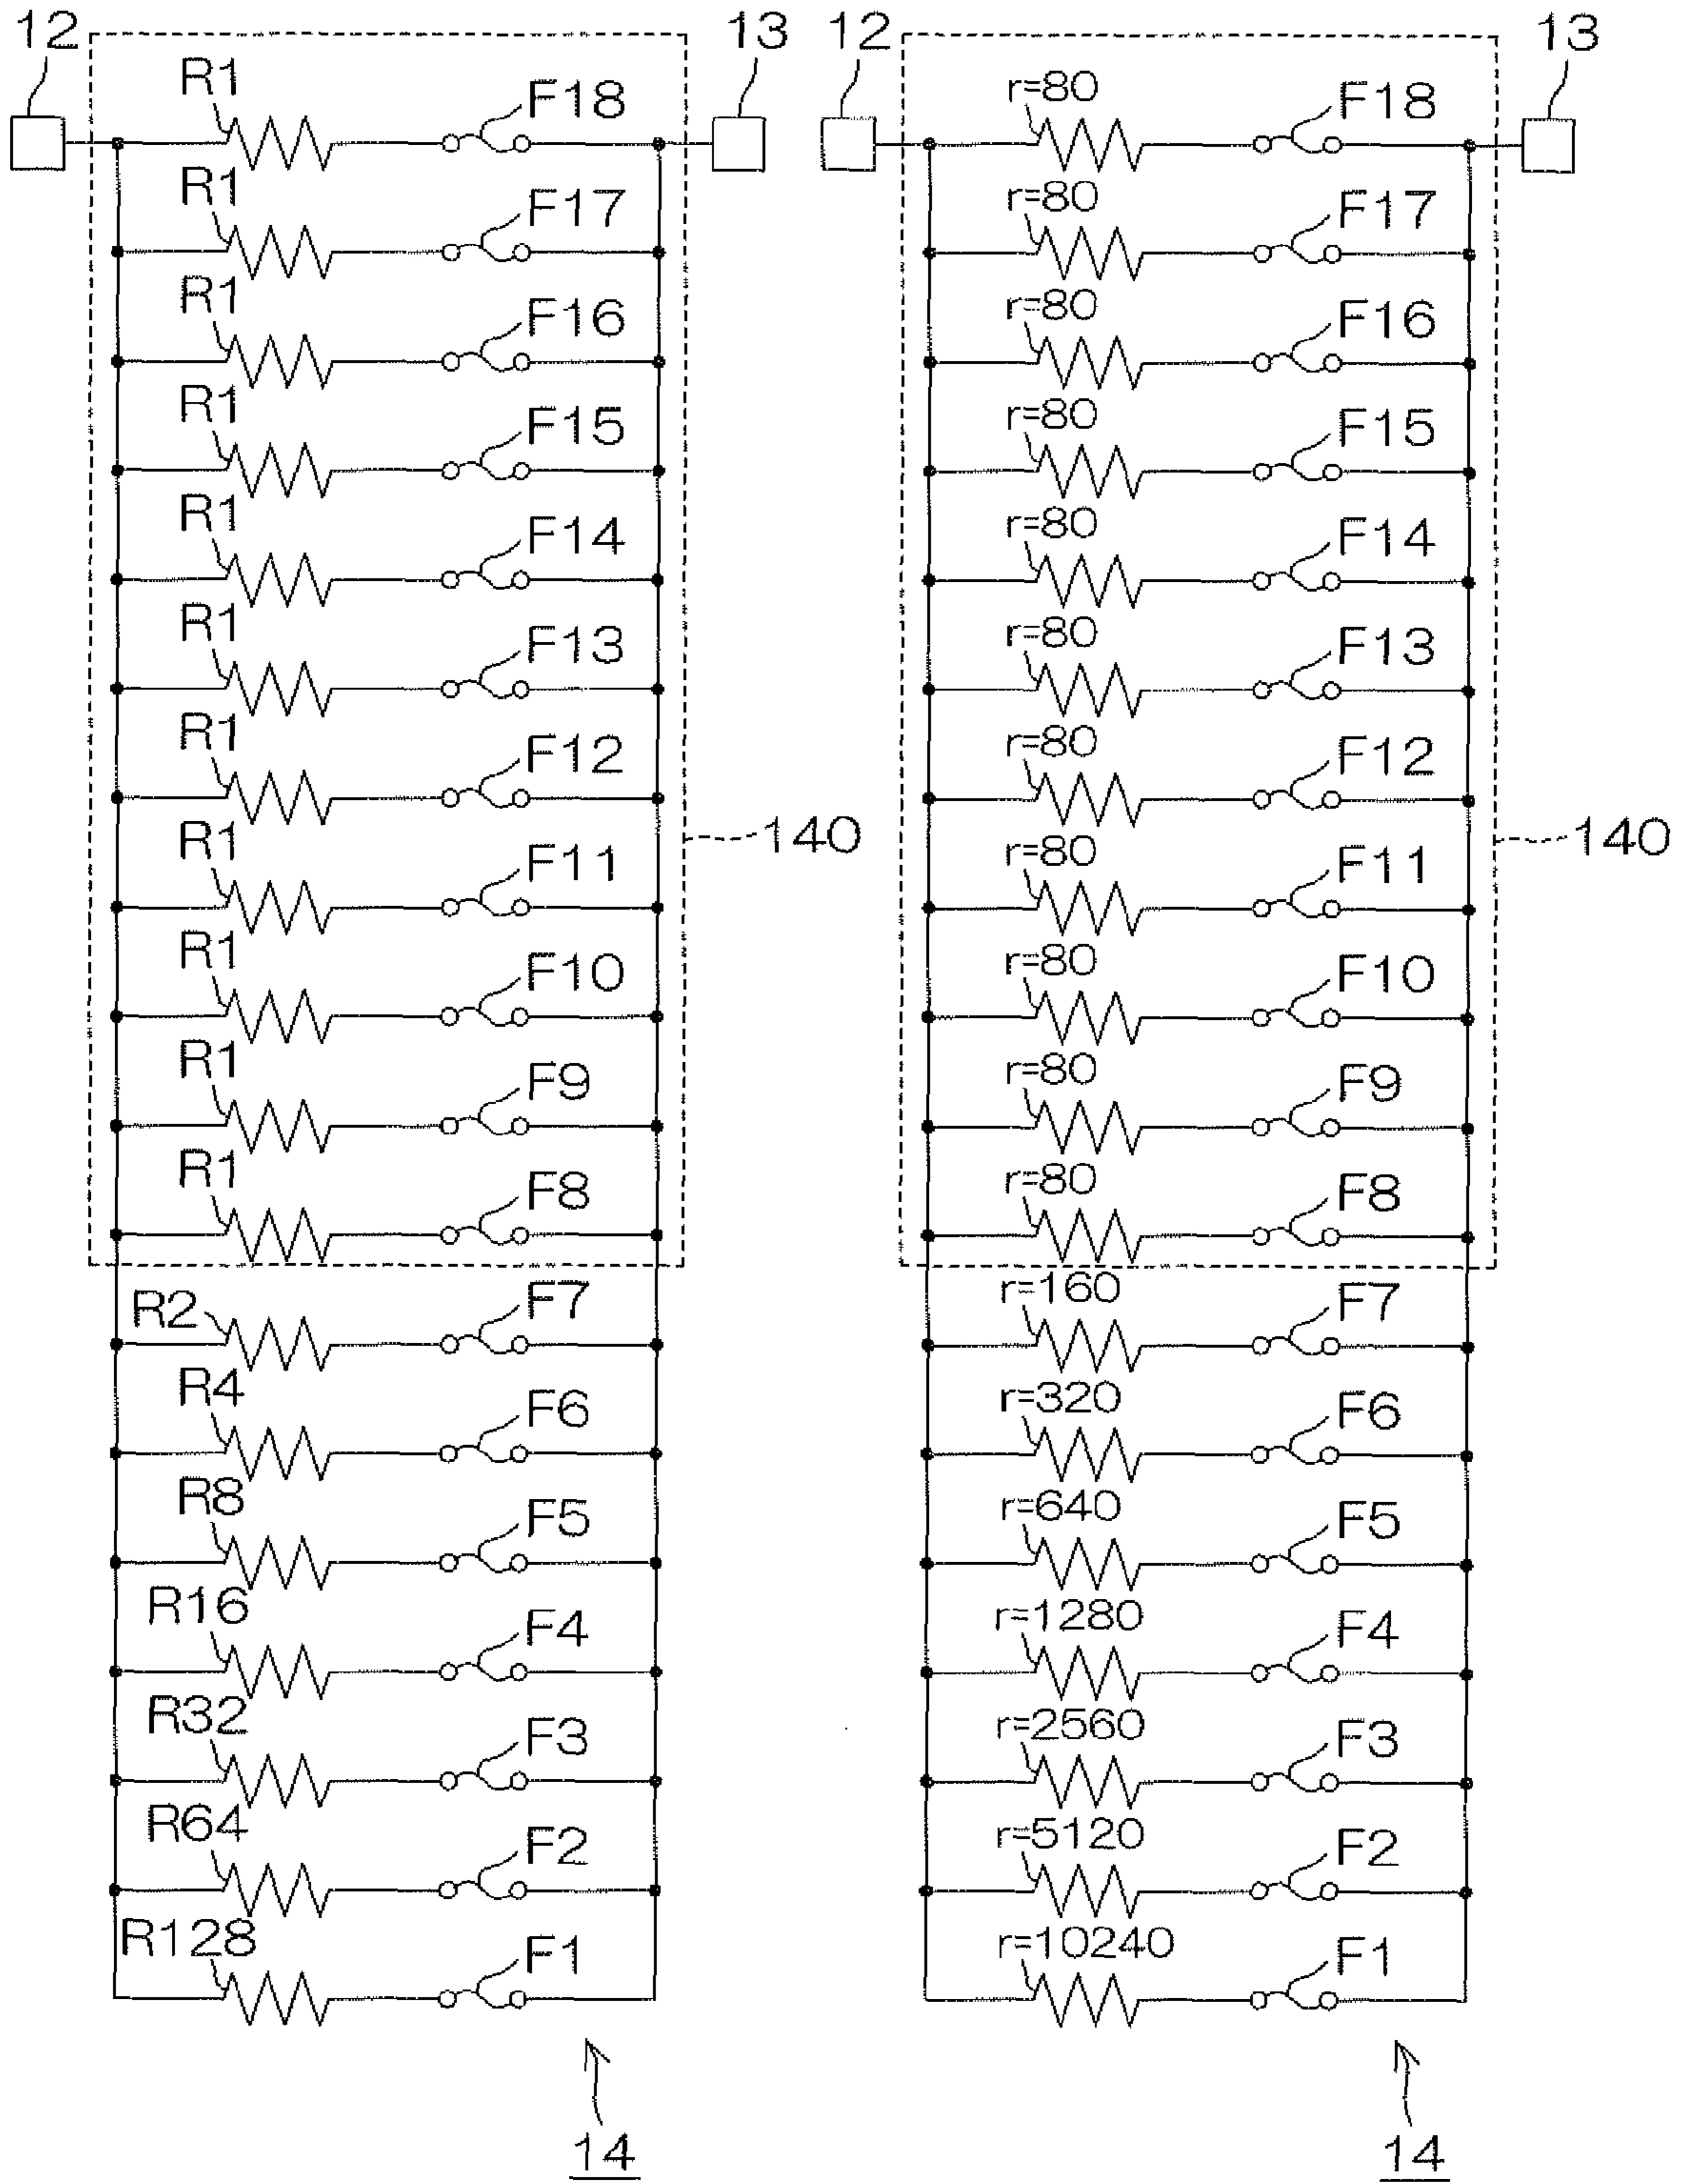 12 13 12 13
R1 F18 r=80 F18
R1 F17 r=80 F17
R1 F16 r=80 F16
R1 F15 r=80 F15
R1 F14 r=80 F14
R1 F13 r=80 F13
R1 F12 r=80 F12
140 140
R1 F11 r=80 F11
R1 F10 r=80 F10
R1 F9 r=80 F9
R1 F8 r=80 F8
R2 F7 r=160 F7
R4 F6 r=320 F6
R8 F5 r=640 F5
R16 F4 r=1280 F4
R32 F3 r=2560 F3
R64 F2 r=5120 F2
R128 F1 r=10240 F1
14 14